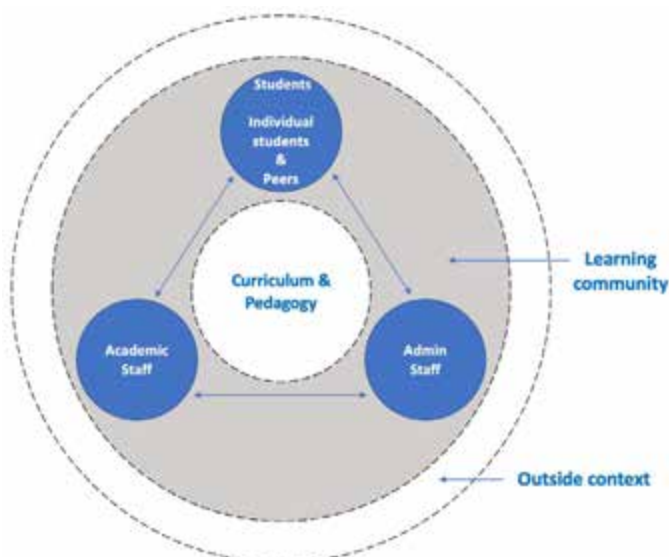 Students
Individual
students
&
Peers
Curriculum &
Pedagogy
Learning
community
Academic
Staff
Admin
Staff
Outside context